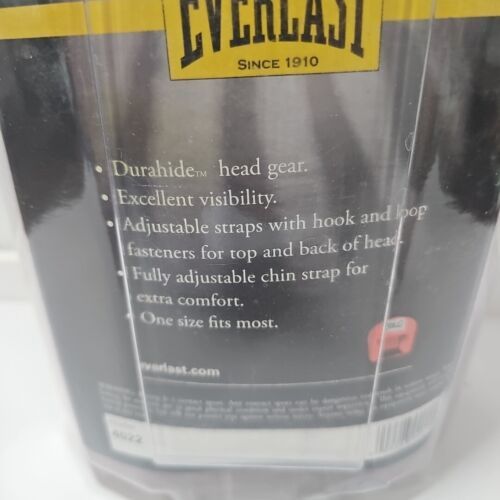 EVERLAST
SINCE 1910
• Durahide™ head gear.
• Excellent visibility.
• Adjustable straps with hook and loop
fasteners for top and back of head.
• Fully adjustable chin strap for
extra comfort.
• One size fits most.
everlast.com
4022